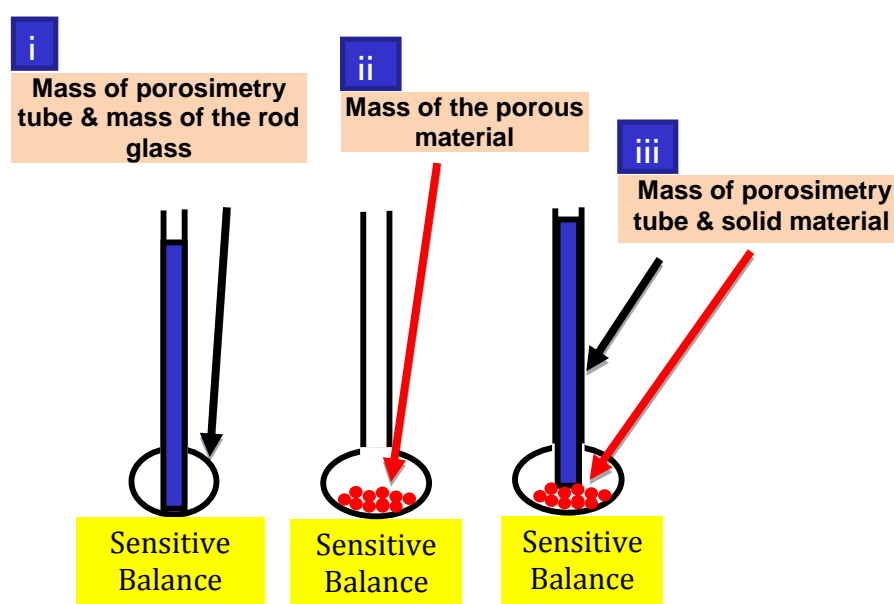 i
Mass of porosimetry
tube & mass of the rod
glass
ii
Mass of the porous
material
iii
Mass of porosimetry
tube & solid material
Sensitive
Balance
Sensitive
Balance
Sensitive
Balance